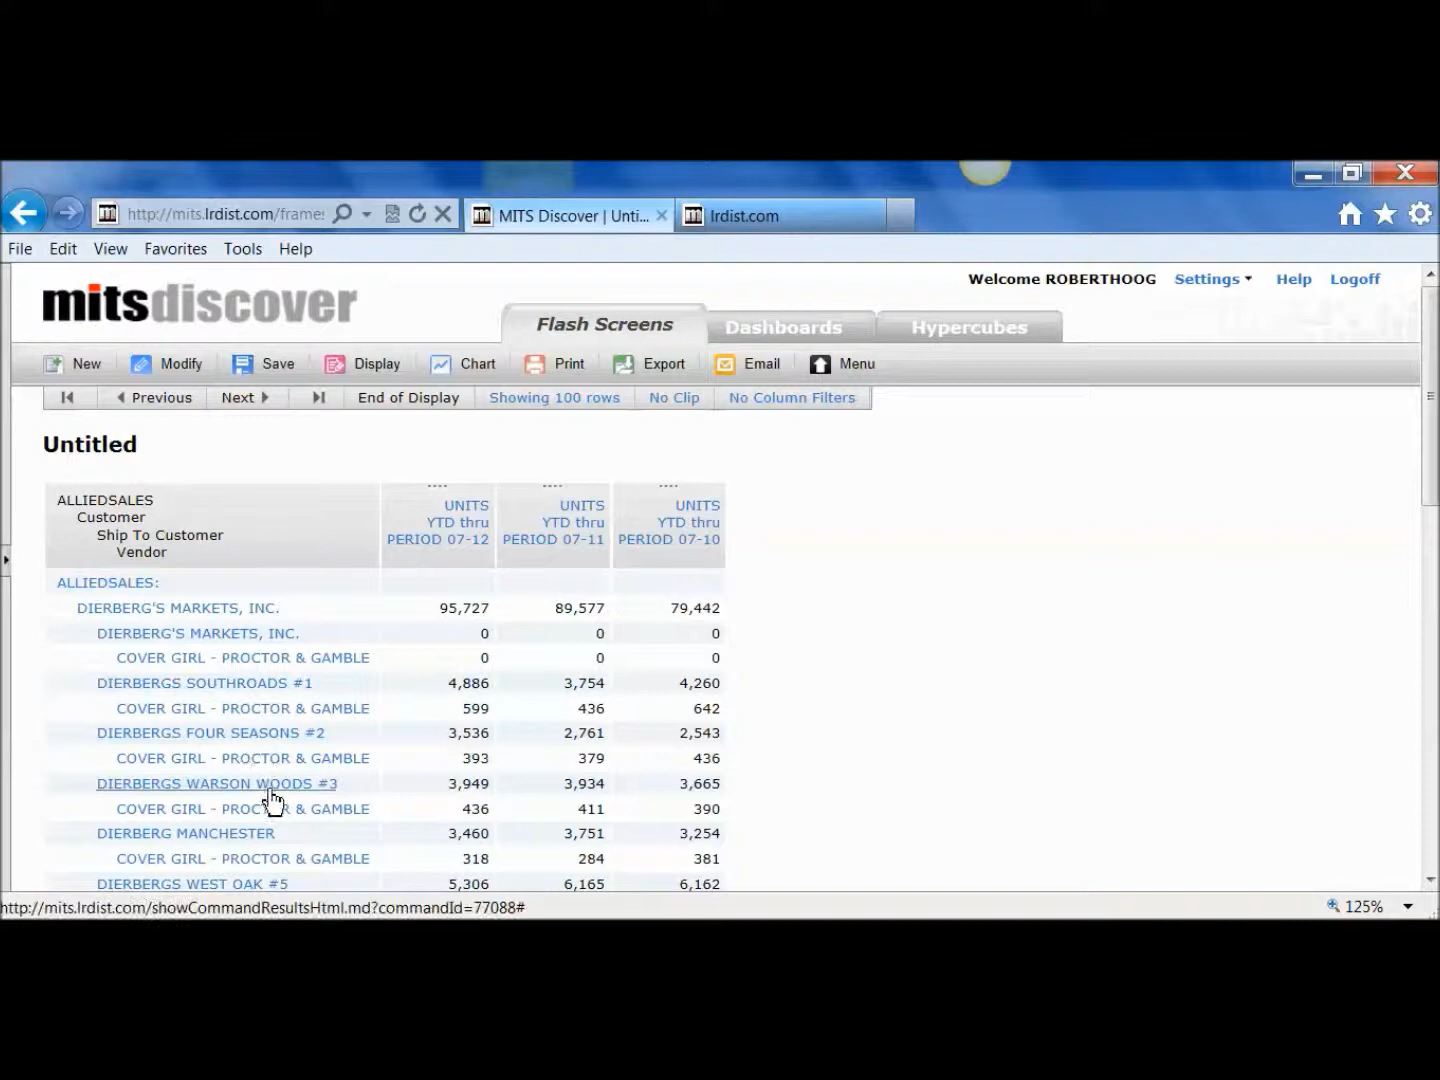 http://mits.lrdist.com/frame:
MITS Discover | Unti...
lrdist.com
File Edit View Favorites Tools Help
Welcome ROBERTHOOG Settings Help Logoff
mitsdiscover
Flash Screens Dashboards Hypercubes
New Modify Save Display Chart Print Export Email Menu
Previous Next End of Display Showing 100 rows No Clip No Column Filters
Untitled
ALLIEDSALES
Customer
Ship To Customer
Vendor
UNITS YTD thru PERIOD 07-12
UNITS YTD thru PERIOD 07-11
UNITS YTD thru PERIOD 07-10
ALLIEDSALES:
DIERBERG'S MARKETS, INC. 95,727 89,577 79,442
DIERBERG'S MARKETS, INC. 0 0 0
COVER GIRL - PROCTOR & GAMBLE 0 0 0
DIERBERGS SOUTHROADS #1 4,886 3,754 4,260
COVER GIRL - PROCTOR & GAMBLE 599 436 642
DIERBERGS FOUR SEASONS #2 3,536 2,761 2,543
COVER GIRL - PROCTOR & GAMBLE 393 379 436
DIERBERGS WARSON WOODS #3 3,949 3,934 3,665
COVER GIRL - PROCTOR & GAMBLE 436 411 390
DIERBERG MANCHESTER 3,460 3,751 3,254
COVER GIRL - PROCTOR & GAMBLE 318 284 381
DIERBERGS WEST OAK #5 5,306 6,165 6,162
http://mits.lrdist.com/showCommandResultsHtml.md?commandId=77088#
125%